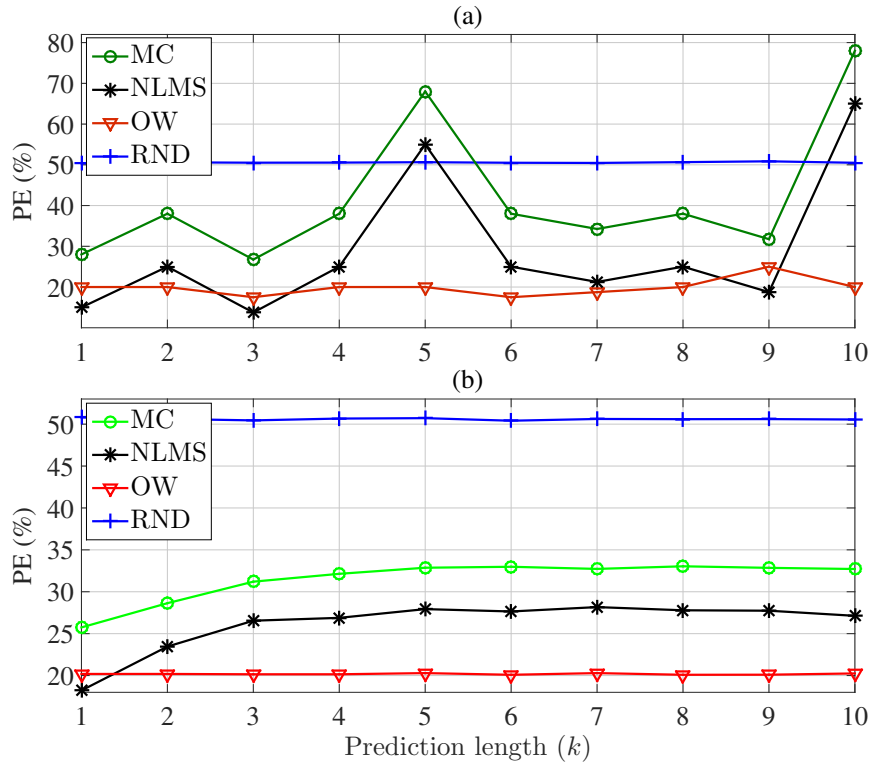 (a)
80
70
60
50
40
30
20
PE (%)
MC
NLMS
OW
RND
1 2 3 4 5 6 7 8 9 10
(b)
50
45
40
35
30
25
20
PE (%)
MC
NLMS
OW
RND
1 2 3 4 5 6 7 8 9 10
Prediction length (k)